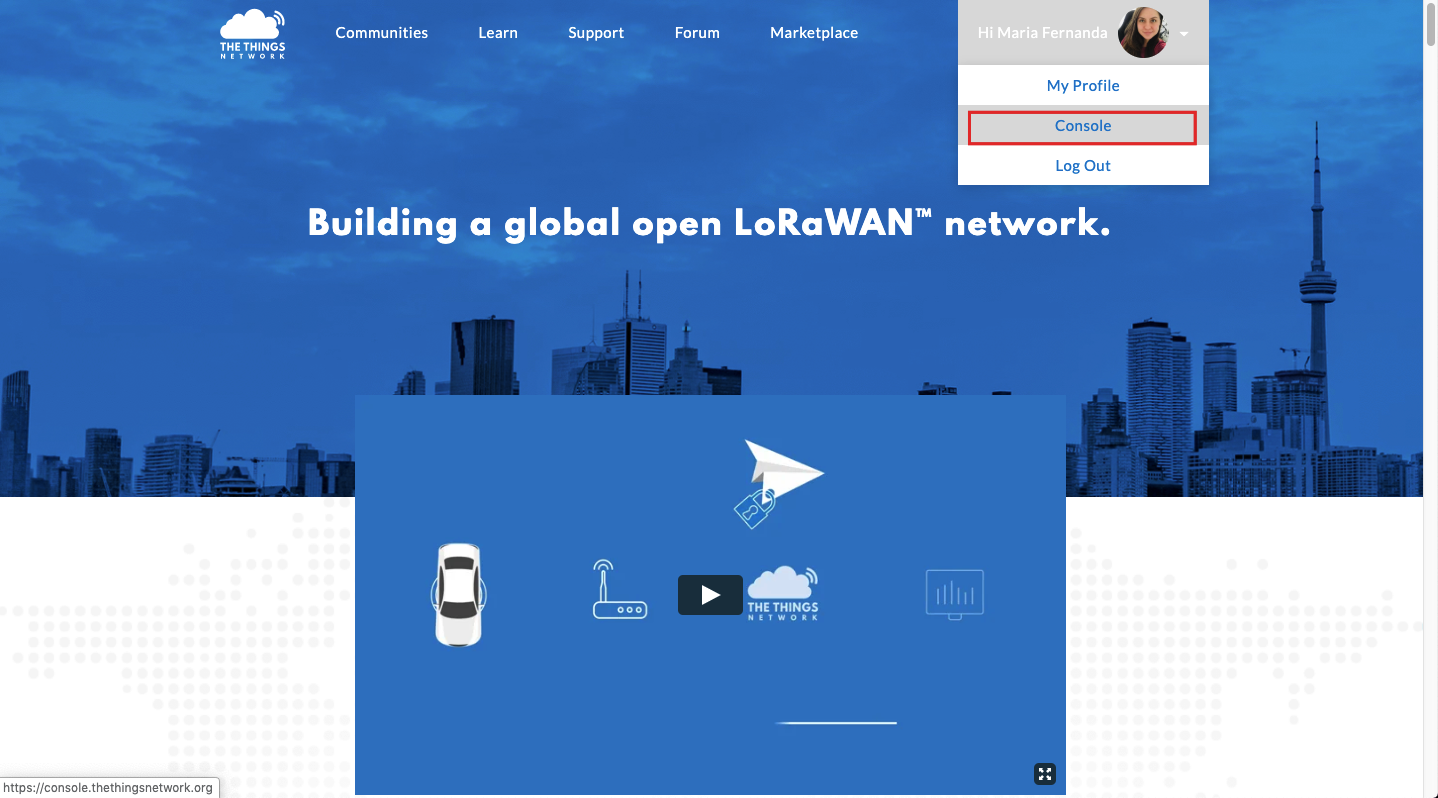 THE THINGS
NETWORK
Communities
Learn
Support
Forum
Marketplace
Hi Maria Fernanda
My Profile
Console
Log Out
Building a global open LoRaWAN™ network.
THE THINGS
NETWORK
https://console.thethingsnetwork.org